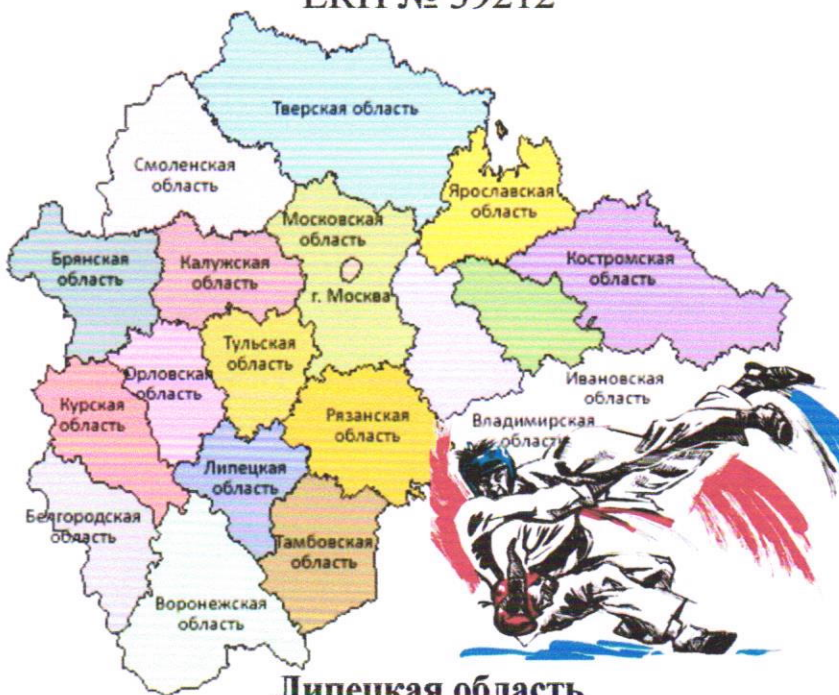 ЕКП № 39212
Тверская область
Смоленская
область
Ярославская
область
Московская
область
Брянская
область
Калужская
область
Костромская
область
г. Москва
Тульская
область
Орловская
область
Ивановская
область
Курская
область
Рязанская
область
Владимирская
область
Липецкая
область
Белгородская
область
Тамбовская
область
Воронежская
область
Липецкая область